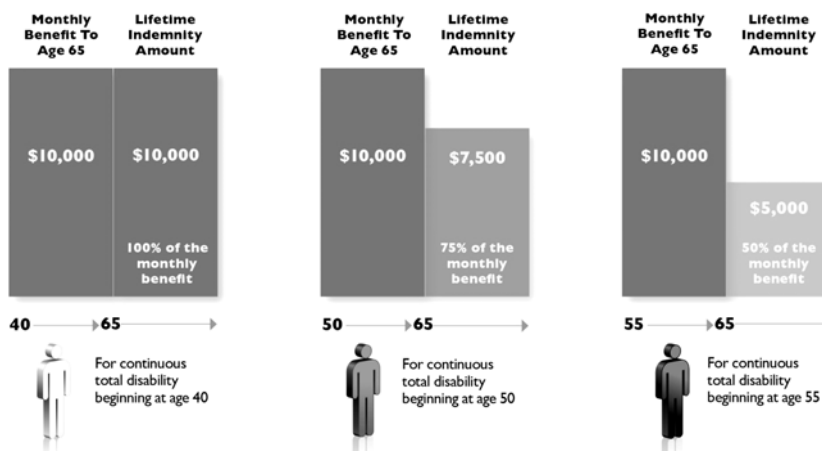 Monthly
Benefit To
Age 65
Lifetime
Indemnity
Amount
$10,000
$10,000
100% of the
monthly
benefit
40
65
For continuous
total disability
beginning at age 40
Monthly
Benefit To
Age 65
Lifetime
Indemnity
Amount
$10,000
$7,500
75% of the
monthly
benefit
50
65
For continuous
total disability
beginning at age 50
Monthly
Benefit To
Age 65
Lifetime
Indemnity
Amount
$10,000
$5,000
50% of the
monthly
benefit
55
65
For continuous
total disability
beginning at age 55